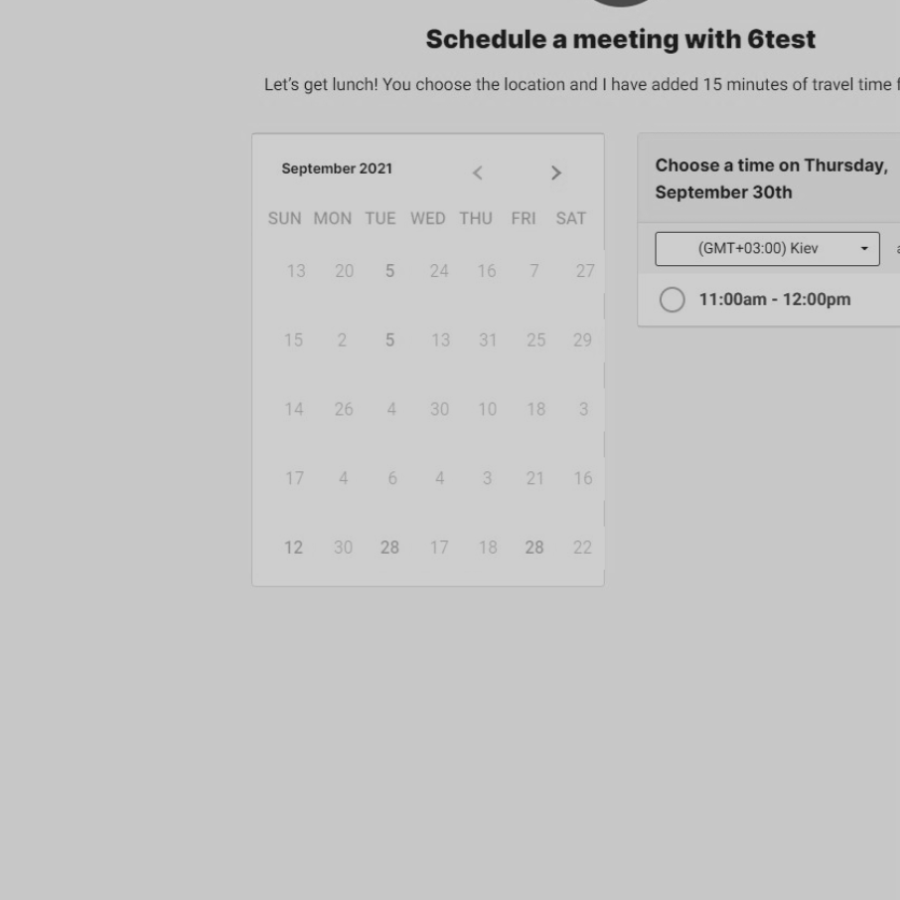 Schedule a meeting with 6test
Let's get lunch! You choose the location and I have added 15 minutes of travel time
September 2021
SUN MON TUE WED THU FRI SAT
13 20 5 24 16 7 27
15 2 5 13 31 25 29
14 26 4 30 10 18 3
17 4 6 4 3 21 16
12 30 28 17 18 28 22
Choose a time on Thursday,
September 30th
(GMT+03:00) Kiev
11:00am - 12:00pm